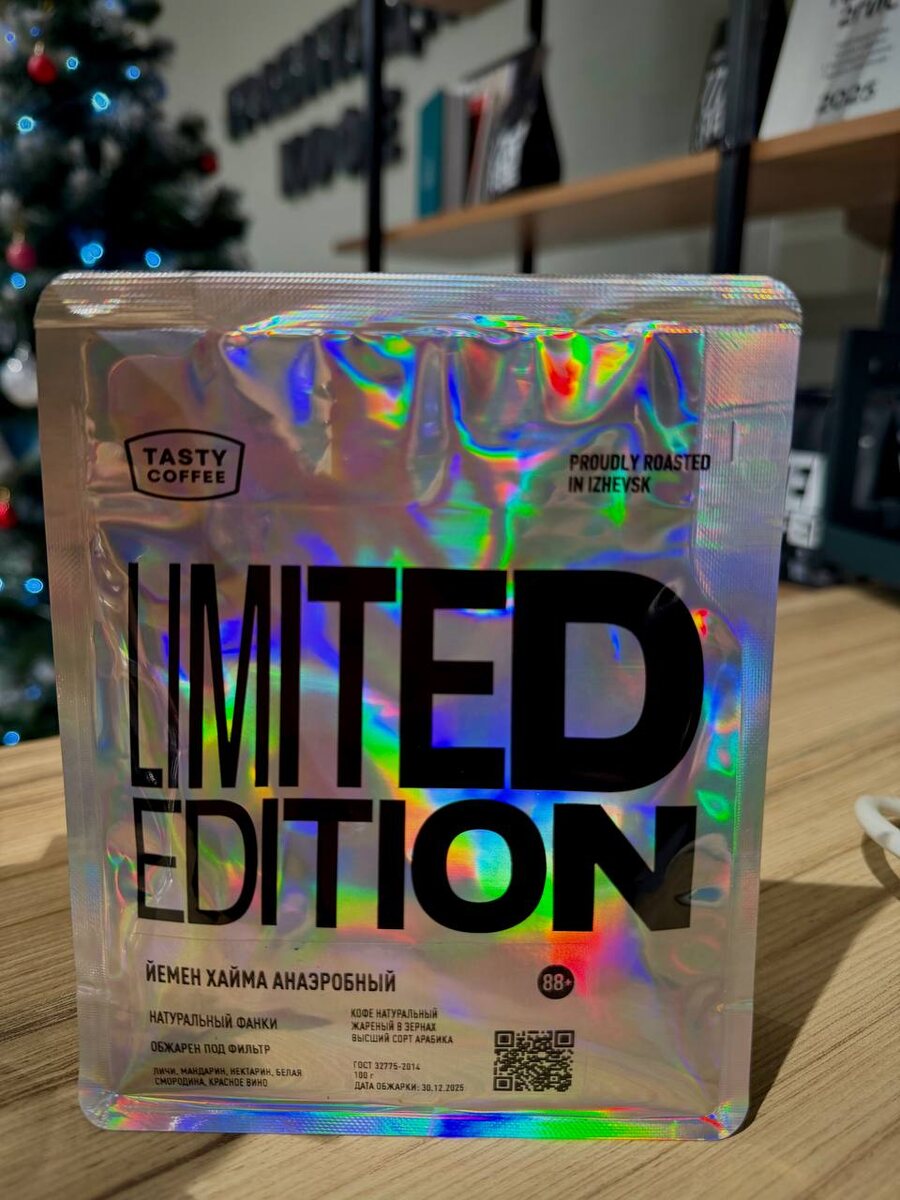 2025
TASTY
COFFEE
PROUDLY ROASTED
IN IZHEVSK
LIMITED
EDITION
ЙЕМЕН ХАЙМА АНАЭРОБНЫЙ
88+
НАТУРАЛЬНЫЙ ФАНКИ
ОБЖАРЕН ПОД ФИЛЬТР
ЛИЧИ, МАНДАРИН, НЕКТАРИН, БЕЛАЯ
СМОРОДИНА, КРАСНОЕ ВИНО
КОФЕ НАТУРАЛЬНЫЙ
ЖАРЕНЫЙ В ЗЕРНАХ
ВЫСШИЙ СОРТ АРАБИКА
ГОСТ 32775-2014
100 г
ДАТА ОБЖАРКИ: 30.12.2025